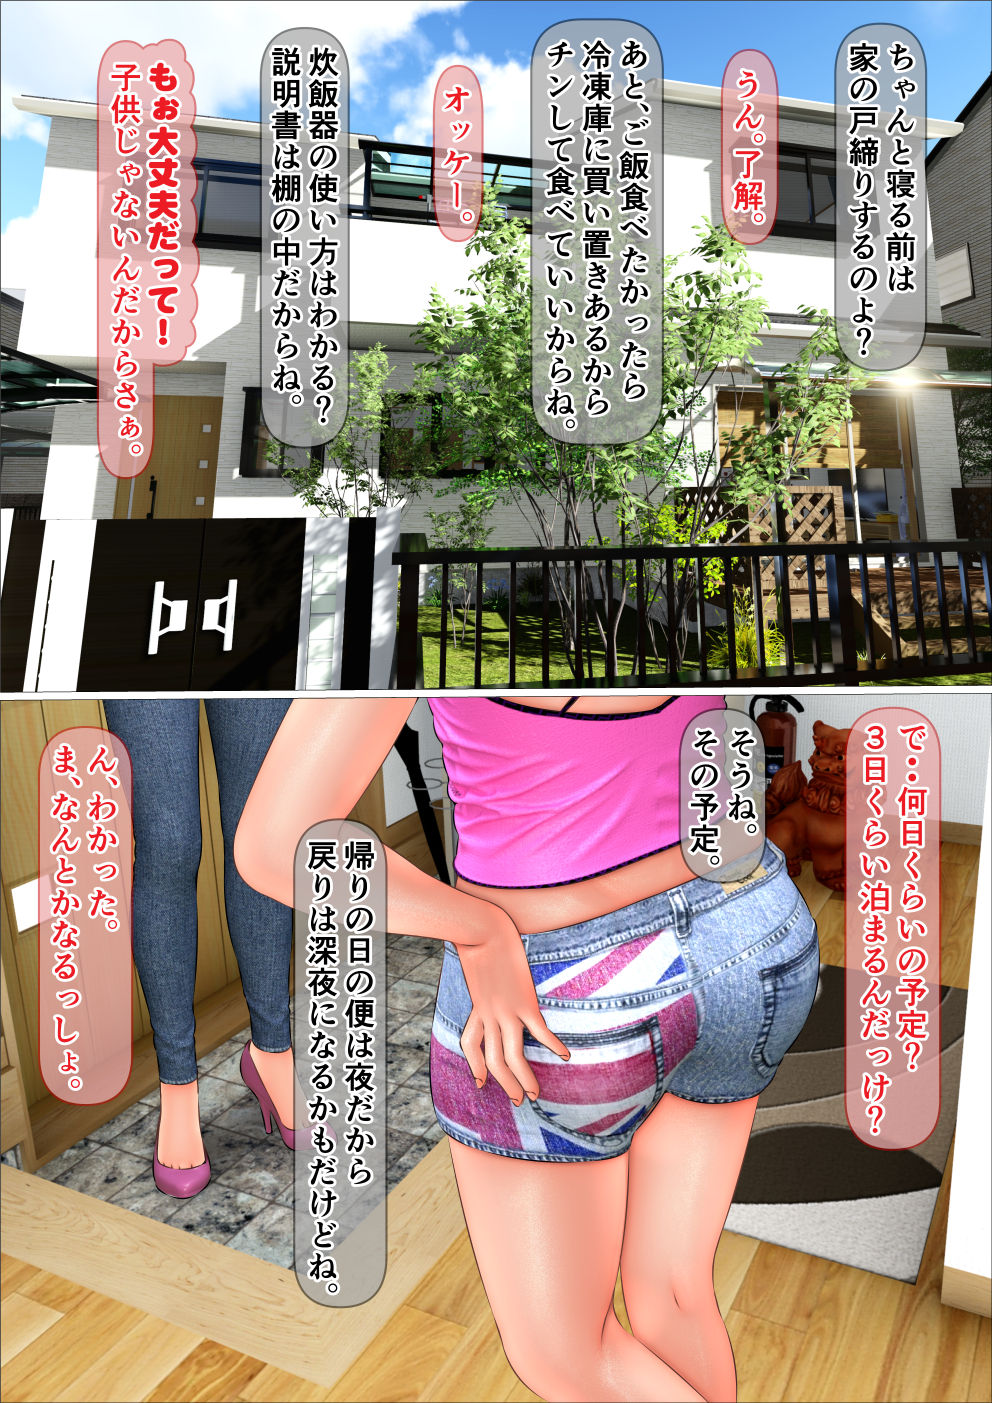 ちゃんと寝る前は
家の戸締りするのよ?
うん。了解。
あと、ご飯食べたかったら
冷凍庫に買い置きあるから
チンして食べていいからね。
オッケー。
炊飯器の使い方はわかる?
説明書は棚の中だからね。
もぉ大丈夫だって!
子供じゃないんだからさぁ。
で‥何日くらいの予定?
3日くらい泊まるんだっけ?
そうね。
その予定。
帰りの日の便は夜だから
戻りは深夜になるかもだけどね。
ん、わかった。
ま、なんとかなるっしょ。